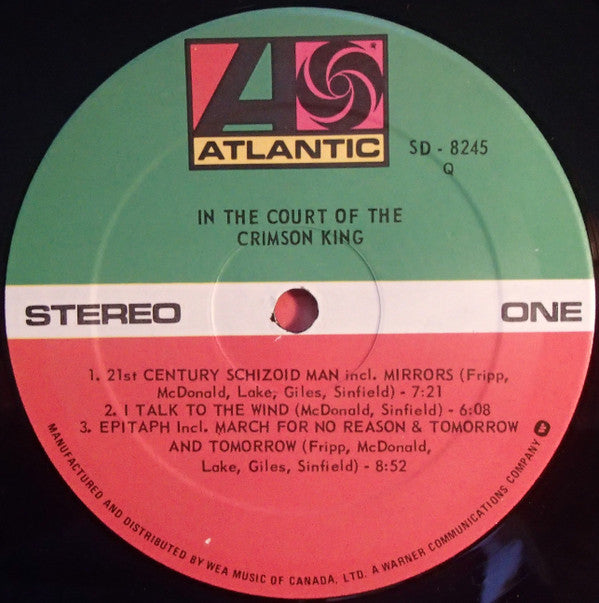 ATLANTIC
SD - 8245
Q
IN THE COURT OF THE
CRIMSON KING
STEREO
ONE
1. 21st CENTURY SCHIZOID MAN incl. MIRRORS (Fripp,
McDonald, Lake, Giles, Sinfield) - 7:21
2. I TALK TO THE WIND (McDonald, Sinfield) - 6:08
3. EPITAPH Incl. MARCH FOR NO REASON & TOMORROW
AND TOMORROW (Fripp, McDonald,
Lake, Giles, Sinfield) - 8:52
MANUFACTURED AND DISTRIBUTED BY WEA MUSIC OF CANADA, LTD. A WARNER COMMUNICATIONS COMPANY